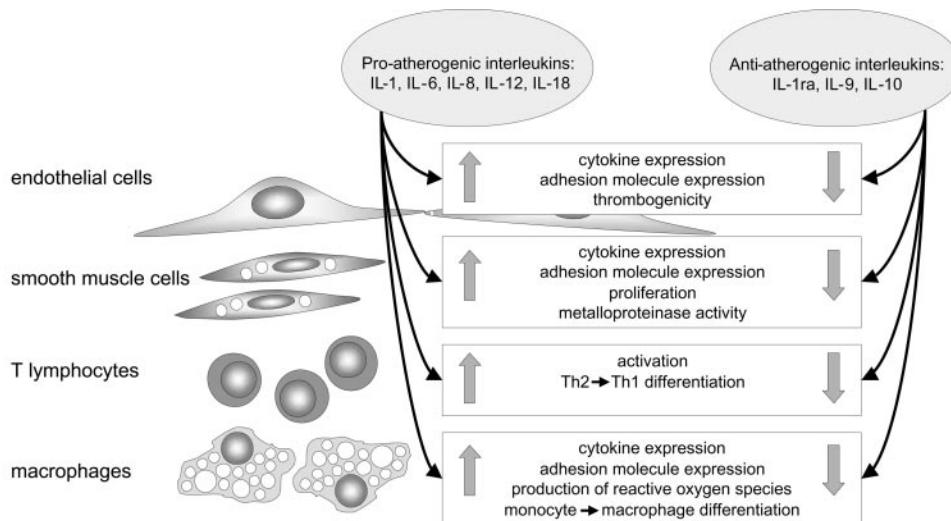 Pro-atherogenic interleukins:
IL-1, IL-6, IL-8, IL-12, IL-18
Anti-atherogenic interleukins:
IL-1ra, IL-9, IL-10
endothelial cells
cytokine expression
adhesion molecule expression
thrombogenicity
smooth muscle cells
cytokine expression
adhesion molecule expression
proliferation
metalloproteinase activity
T lymphocytes
activation
Th2 → Th1 differentiation
macrophages
cytokine expression
adhesion molecule expression
production of reactive oxygen species
monocyte → macrophage differentiation